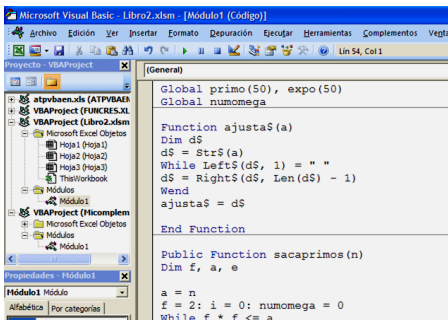 Microsoft Visual Basic - Libro2.xlsm - [Módulo1 (Código)]
Archivo Edición Ver Insertar Formato Depuración Ejecutar Herramientas Complementos Venta
Lín 54, Col 1
Proyecto - VBAProject
(General)
atpvbaen.xls (ATPVBAEN
VBAProject (FUNCRES.XL
VBAProject (Libro2.xlsm
Microsoft Excel Objetos
Hoja1 (Hoja1)
Hoja2 (Hoja2)
Hoja3 (Hoja3)
ThisWorkbook
Módulos
Módulo1
VBAProject (Micomplem
Microsoft Excel Objetos
Módulos
Módulo1
Propiedades - Módulo1
Módulo1 Módulo
Alfabética Por categorías
Global primo(50), expo(50)
Global numomega
Function ajusta$(a)
Dim d$
d$ = Str$(a)
While Left$(d$, 1) = " "
d$ = Right$(d$, Len(d$) - 1)
Wend
ajusta$ = d$
End Function
Public Function sacaprimos(n)
Dim f, a, e
a = n
f = 2: i = 0: numomega = 0
While f * f <= a